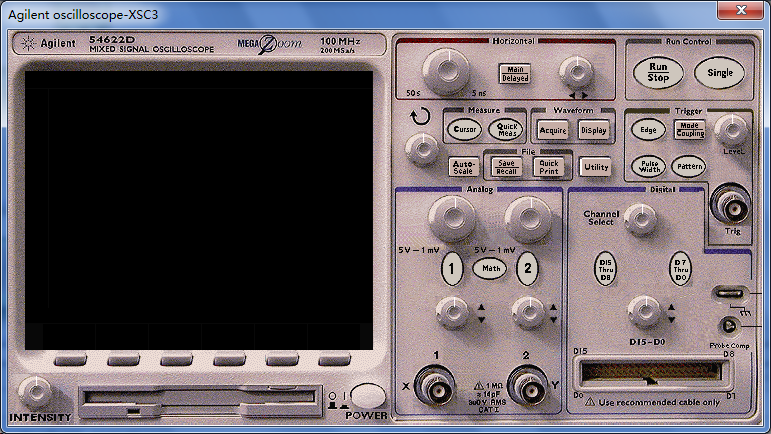 Agilent oscilloscope-XSC3
Agilent 54622D
MIXED SIGNAL OSCILLOSCOPE
MEGA Zoom
100 MHz
200 MSa/s
Horizontal
Main
Delayed
50s
5 ns
Run Control
Run
Stop
Single
Measure
Cursor
Quick
Meas
Waveform
Acquire
Display
Trigger
Edge
Mode
Coupling
Level
Pulse
Width
Pattern
Trig
Auto-
Scale
File
Save
Recall
Quick
Print
Utility
Analog
5V-1mV
5V-1mV
1
Math
2
Digital
Channel
Select
D15
Thru
D8
D7
Thru
D0
D15-D0
Probe Comp
1
2
X
Y
1 MΩ
≈ 14pF
300V RMS
CAT I
D15
D8
D0
D1
Use recommended cable only
INTENSITY
POWER